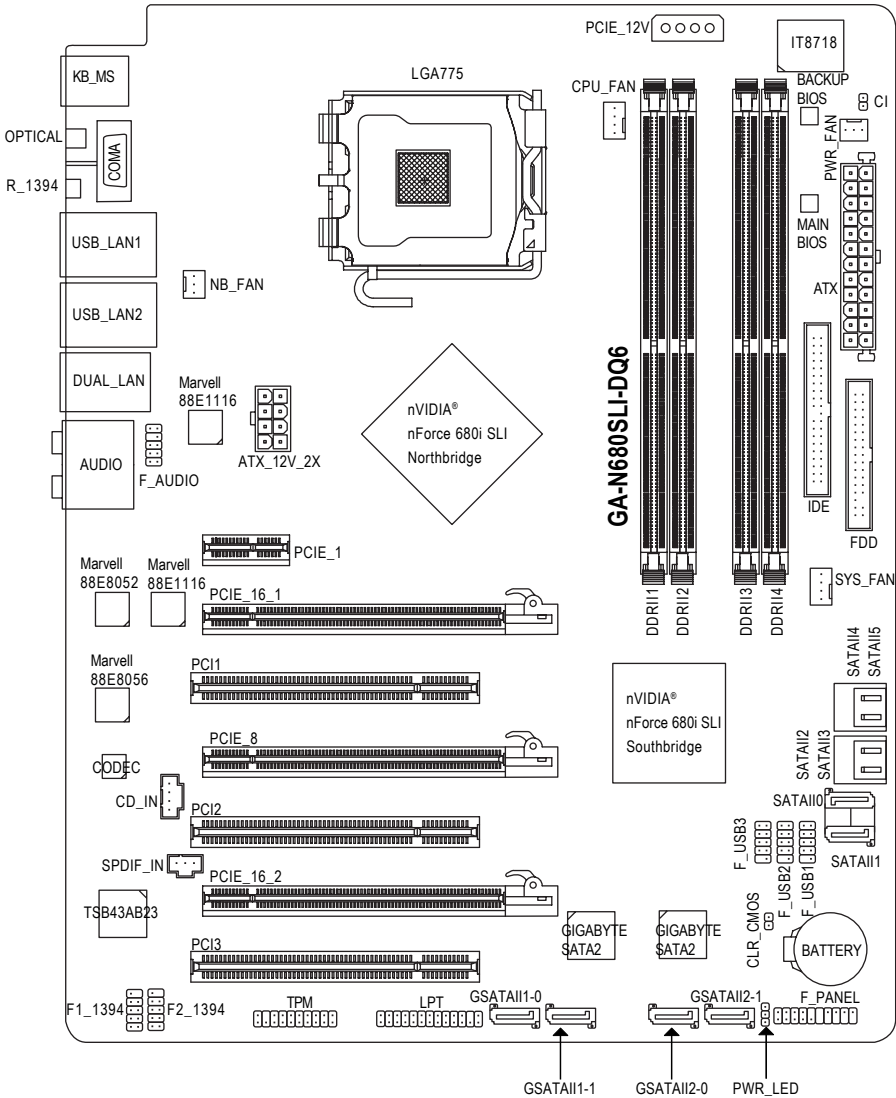 PCIE_12V
IT8718
KB_MS
LGA775
CPU_FAN
BACKUP
BIOS
CI
OPTICAL
COMA
PWR_FAN
R_1394
USB_LAN1
MAIN
BIOS
NB_FAN
ATX
USB_LAN2
DUAL_LAN
Marvell
88E1116
nVIDIA®
nForce 680i SLI
Northbridge
GA-N680SLI-DQ6
AUDIO
F_AUDIO
ATX_12V_2X
IDE
FDD
PCIE_1
Marvell
88E8052
Marvell
88E1116
PCIE_16_1
SYS_FAN
DDRII1
DDRII2
DDRII3
DDRII4
SATAII4
SATAII5
Marvell
88E8056
PCI1
nVIDIA®
nForce 680i SLI
Southbridge
SATAII2
SATAII3
PCIE_8
CODEC
CD_IN
SATAII0
PCI2
F_USB3
F_USB2
F_USB1
SATAII1
SPDIF_IN
PCIE_16_2
TSB43AB23
GIGABYTE
SATA2
GIGABYTE
SATA2
CLR_CMOS
BATTERY
PCI3
F1_1394
F2_1394
TPM
LPT
GSATAII1-0
GSATAII2-1
F_PANEL
GSATAII1-1
GSATAII2-0
PWR_LED